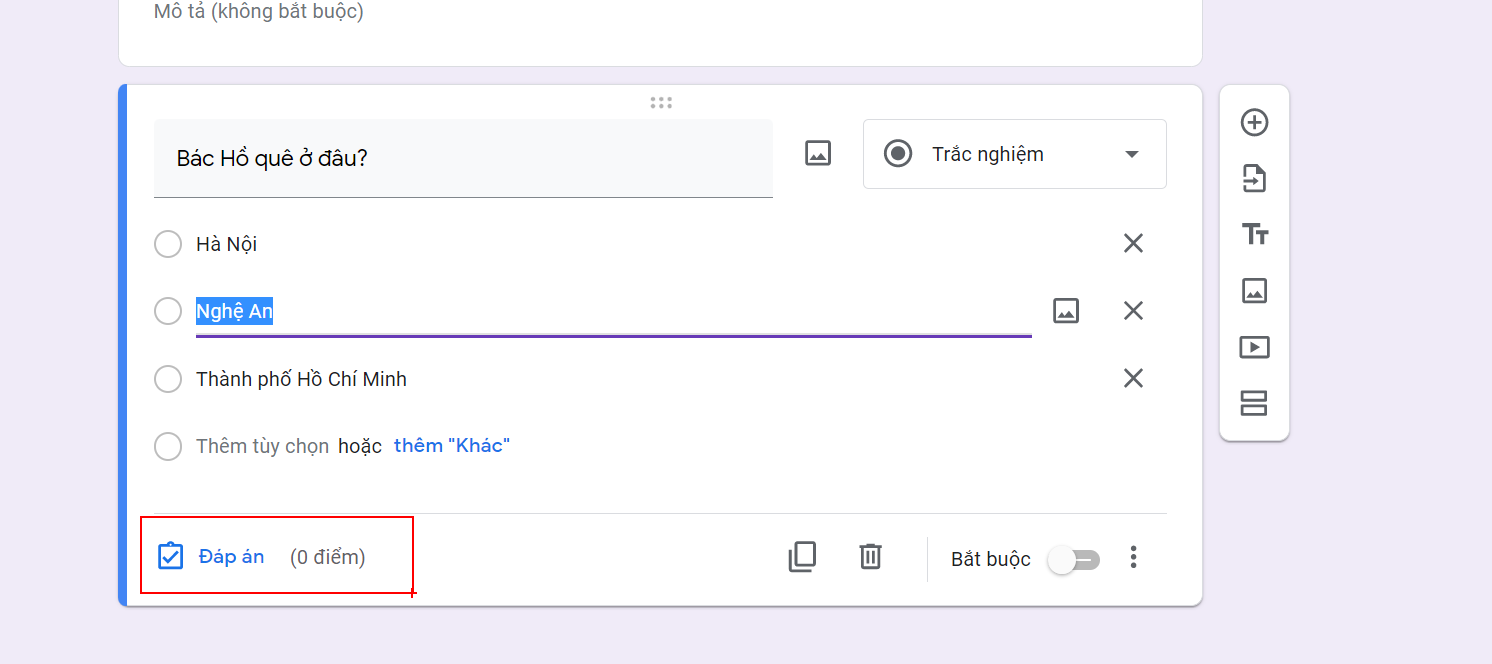 Mô tả (không bắt buộc)
Bác Hồ quê ở đâu?
Trắc nghiệm
Hà Nội
Nghệ An
Thành phố Hồ Chí Minh
Thêm tùy chọn hoặc thêm "Khác"
Đáp án (0 điểm)
Bắt buộc